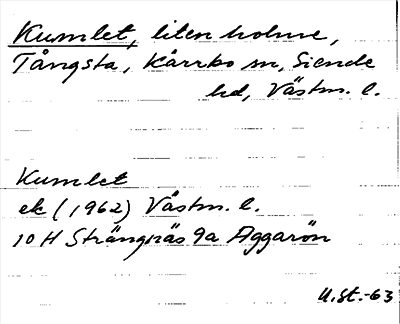 Kumlet, liten holme,
Tångsta, Kärrbo sn, Siende
hd, Västm. l.
Kumlet
ek (1962) Västm. l.
10 H Strängnäs 9a Aggarön
U.St.-63